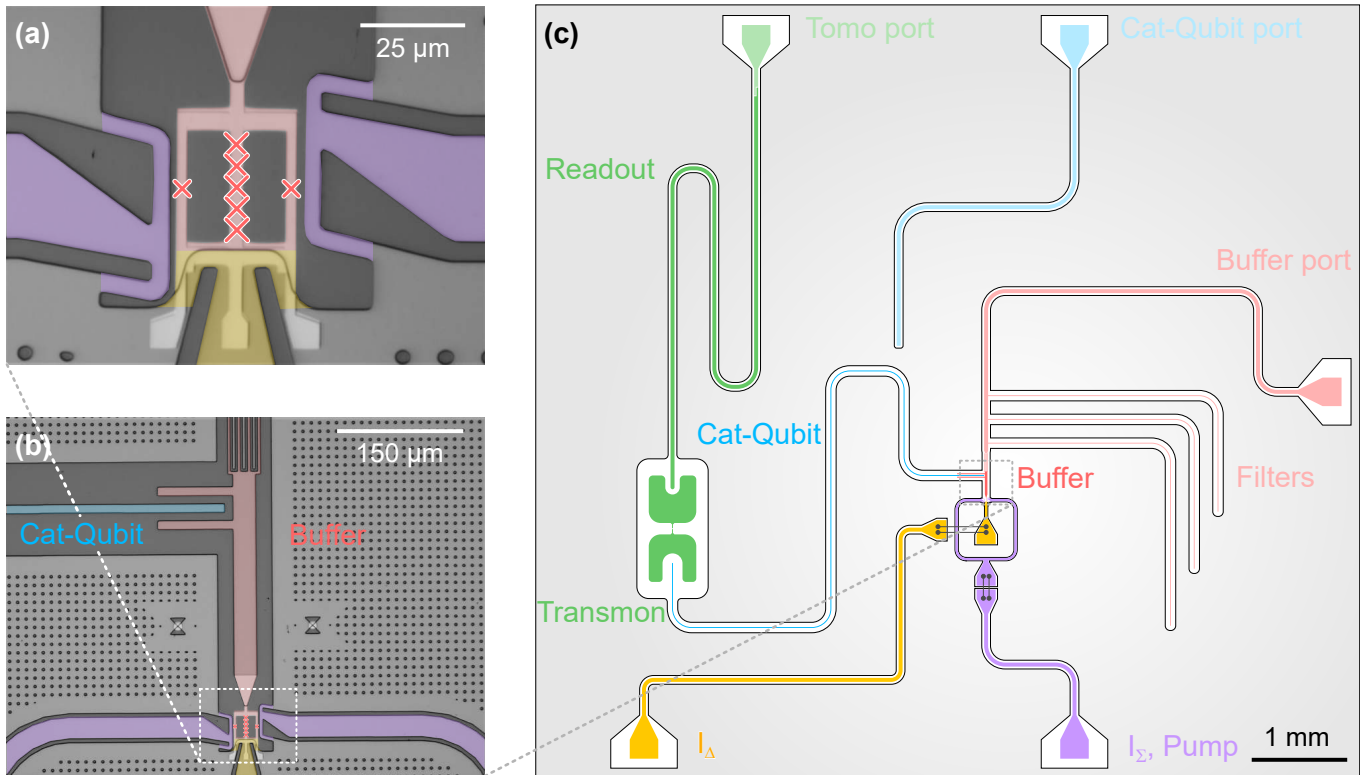 (a)
25 μm
(b)
150 μm
Cat-Qubit
Buffer
(c)
Tomo port
Cat-Qubit port
Readout
Buffer port
Cat-Qubit
Buffer
Filters
Transmon
I_Δ
I_Σ, Pump
1 mm